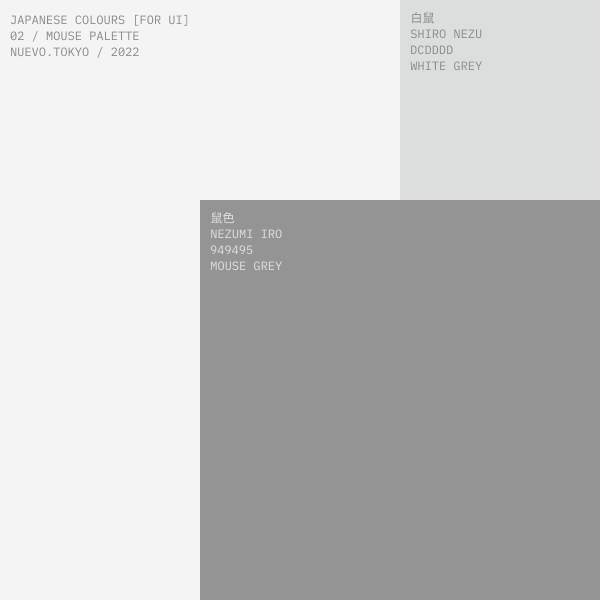 JAPANESE COLOURS [FOR UI]
02 / MOUSE PALETTE
NUEVO.TOKYO / 2022
白鼠
SHIRO NEZU
DCDDDD
WHITE GREY
鼠色
NEZUMI IRO
949495
MOUSE GREY